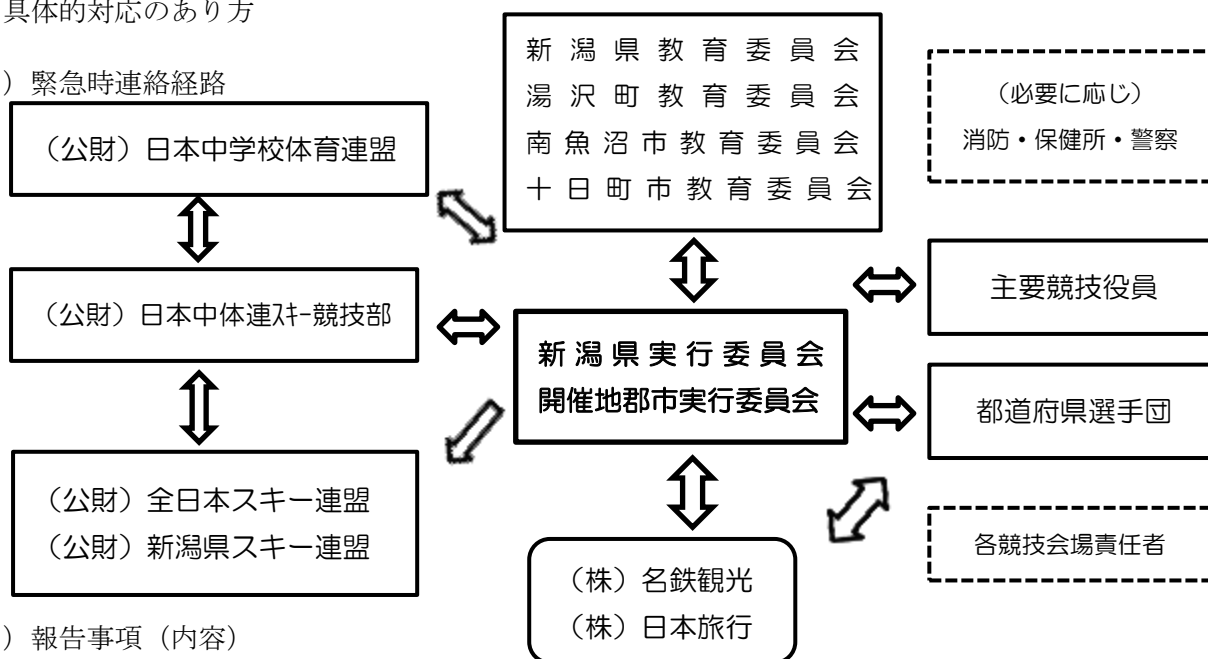 具体的対応のあり方
）緊急時連絡経路
（公財）日本中学校体育連盟
新潟県教育委員会
湯沢町教育委員会
南魚沼市教育委員会
十日町市教育委員会
（必要に応じ）
消防・保健所・警察
（公財）日本中体連ｽｷｰ競技部
新潟県実行委員会
開催地郡市実行委員会
主要競技役員
都道府県選手団
（公財）全日本スキー連盟
（公財）新潟県スキー連盟
（株）名鉄観光
（株）日本旅行
各競技会場責任者
）報告事項（内容）